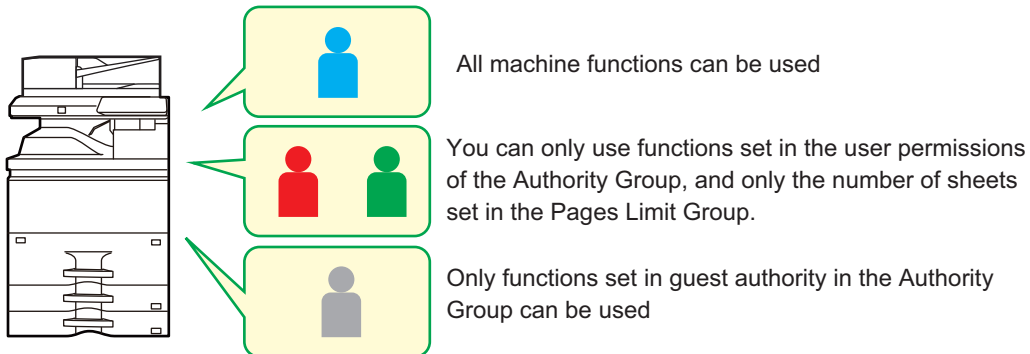 All machine functions can be used
You can only use functions set in the user permissions
of the Authority Group, and only the number of sheets
set in the Pages Limit Group.
Only functions set in guest authority in the Authority
Group can be used